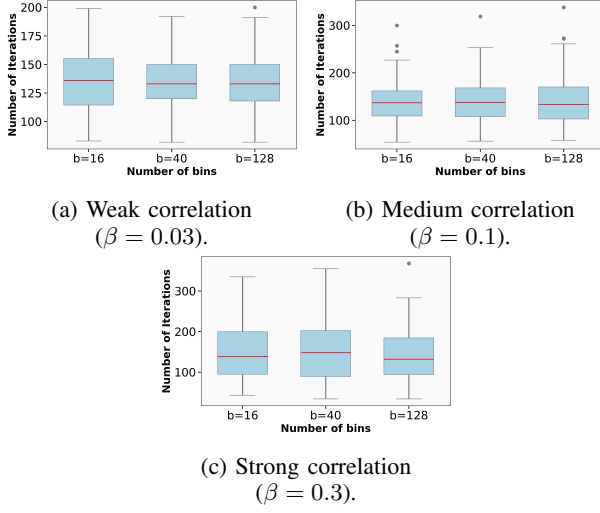 200
175
150
125
100
Number of Iterations
b=16 b=40 b=128
Number of bins
(a) Weak correlation
(β = 0.03).
300
200
100
Number of Iterations
b=16 b=40 b=128
Number of bins
(b) Medium correlation
(β = 0.1).
300
200
100
Number of Iterations
b=16 b=40 b=128
Number of bins
(c) Strong correlation
(β = 0.3).